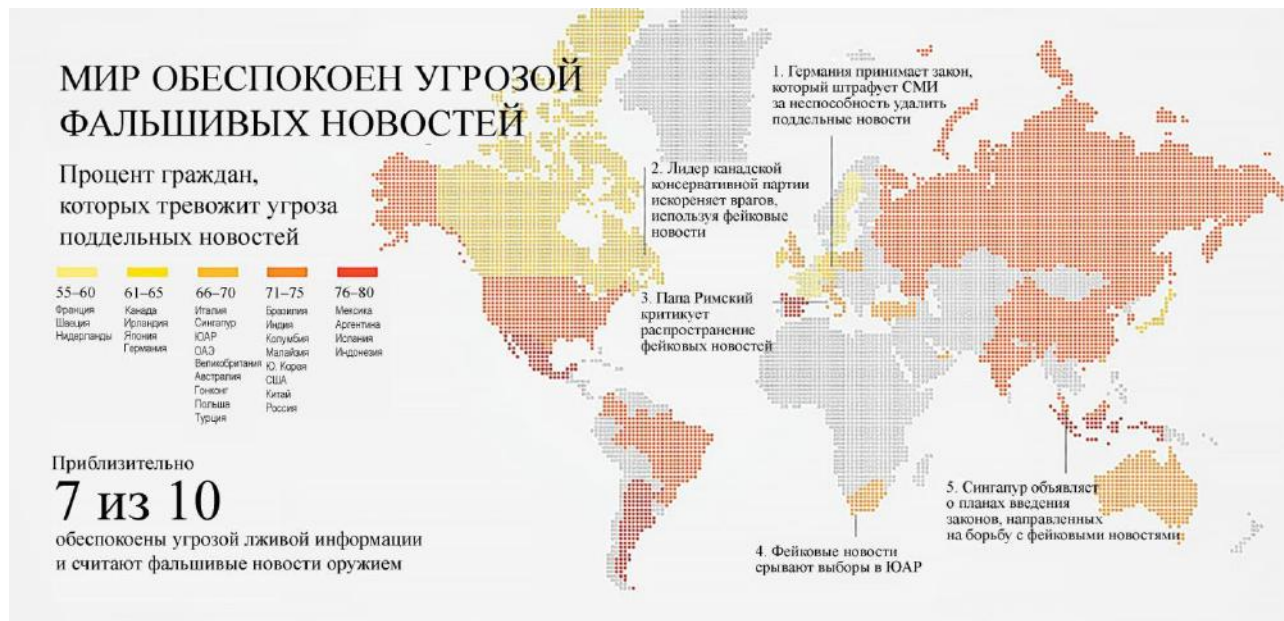 МИР ОБЕСПОКОЕН УГРОЗОЙ
ФАЛЬШИВЫХ НОВОСТЕЙ
Процент граждан,
которых тревожит угроза
поддельных новостей
55–60
Франция
Швеция
Нидерланды
61–65
Канада
Ирландия
Япония
Германия
66–70
Италия
Сингапур
ЮАР
ОАЭ
Великобритания
Австралия
Гонконг
Польша
Турция
71–75
Бразилия
Индия
Колумбия
Малайзия
Ю. Корея
США
Китай
Россия
76–80
Мексика
Аргентина
Испания
Индонезия
Приблизительно
7 из 10
обеспокоены угрозой лживой информации
и считают фальшивые новости оружием
1. Германия принимает закон,
который штрафует СМИ
за неспособность удалить
поддельные новости
2. Лидер канадской
консервативной партии
искореняет врагов,
используя фейковые
новости
3. Папа Римский
критикует
распространение
фейковых новостей
4. Фейковые новости
срывают выборы в ЮАР
5. Сингапур объявляет
о планах введения
законов, направленных
на борьбу с фейковыми новостями